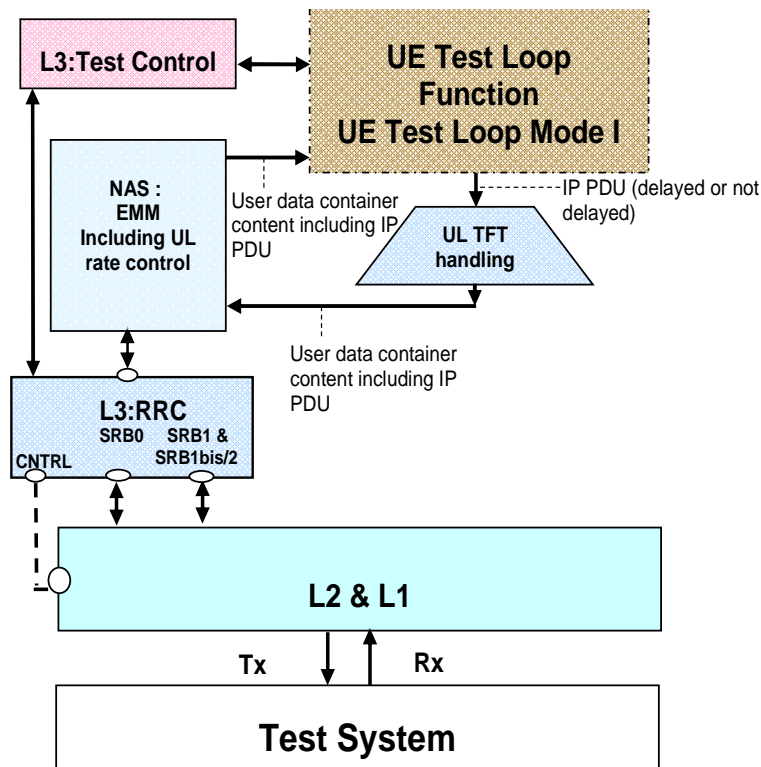 L3:Test Control
UE Test Loop
Function
UE Test Loop Mode I
NAS :
EMM
Including UL
rate control
User data container
content including IP
PDU
IP PDU (delayed or not
delayed)
UL TFT
handling
User data container
content including IP
PDU
L3:RRC
SRB0
SRB1 &
SRB1bis/2
CNTRL
L2 & L1
Tx
Rx
Test System